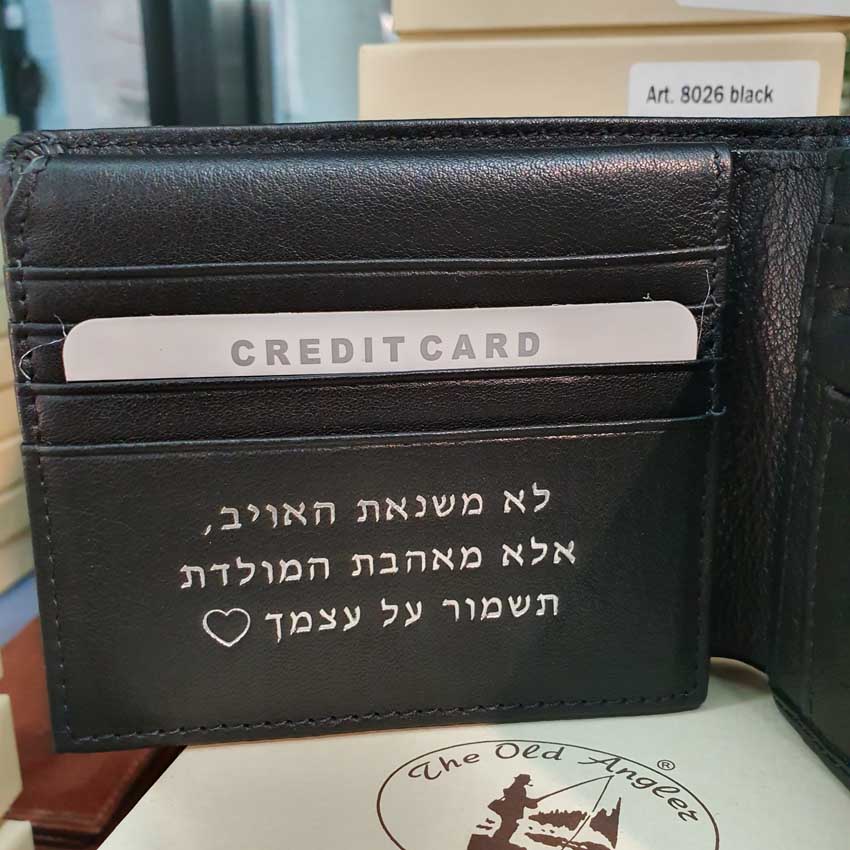 Art. 8026 black
CREDIT CARD
לא משנאת האויב,
אלא מאהבת המולדת
תשמור על עצמך ♡
The Old Angler ®